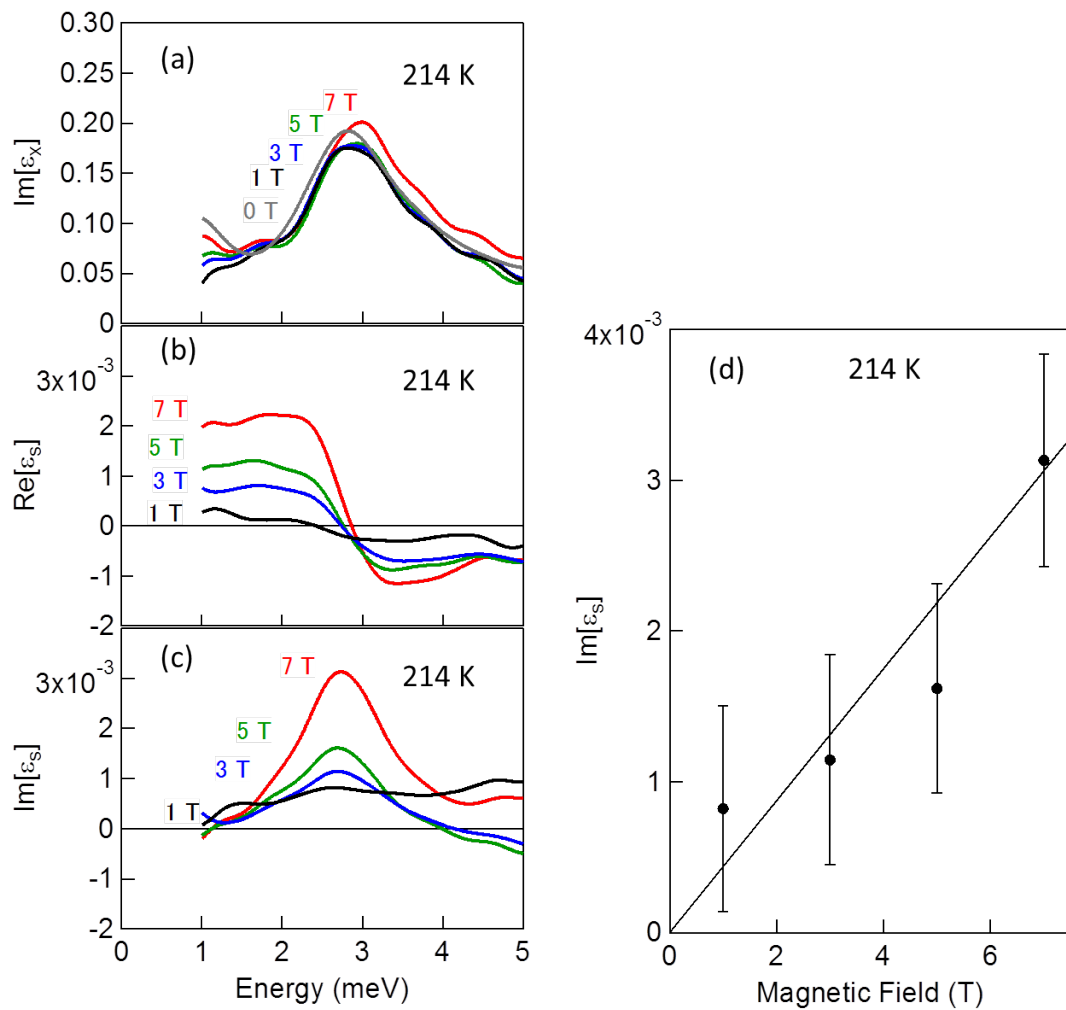 0.30
0.25
0.20
0.15
0.10
0.05
0
Im[εx]
(a)
214 K
7 T
5 T
3 T
1 T
0 T
3x10-3
2
1
0
-1
-2
Re[εs]
(b)
214 K
7 T
5 T
3 T
1 T
3x10-3
2
1
0
-1
-2
Im[εs]
(c)
214 K
7 T
5 T
3 T
1 T
0 1 2 3 4 5
Energy (meV)
4x10-3
3
2
1
0
Im[εs]
(d)
214 K
0 2 4 6
Magnetic Field (T)